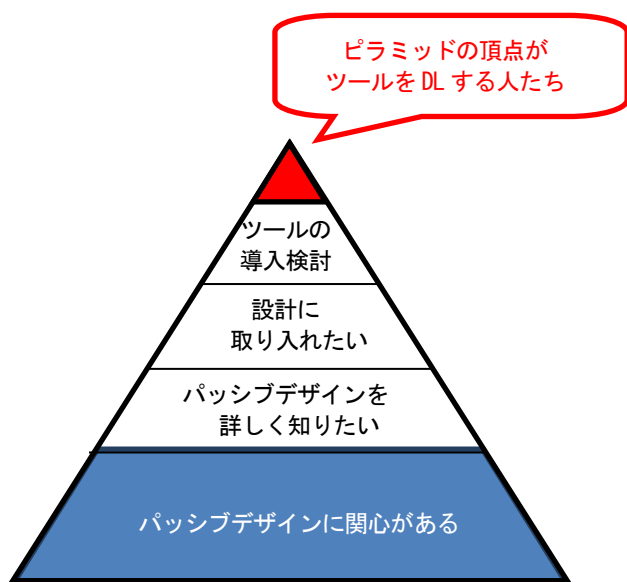 ピラミッドの頂点が
ツールをDLする人たち
ツールの
導入検討
設計に
取り入れたい
パッシブデザインを
詳しく知りたい
パッシブデザインに関心がある